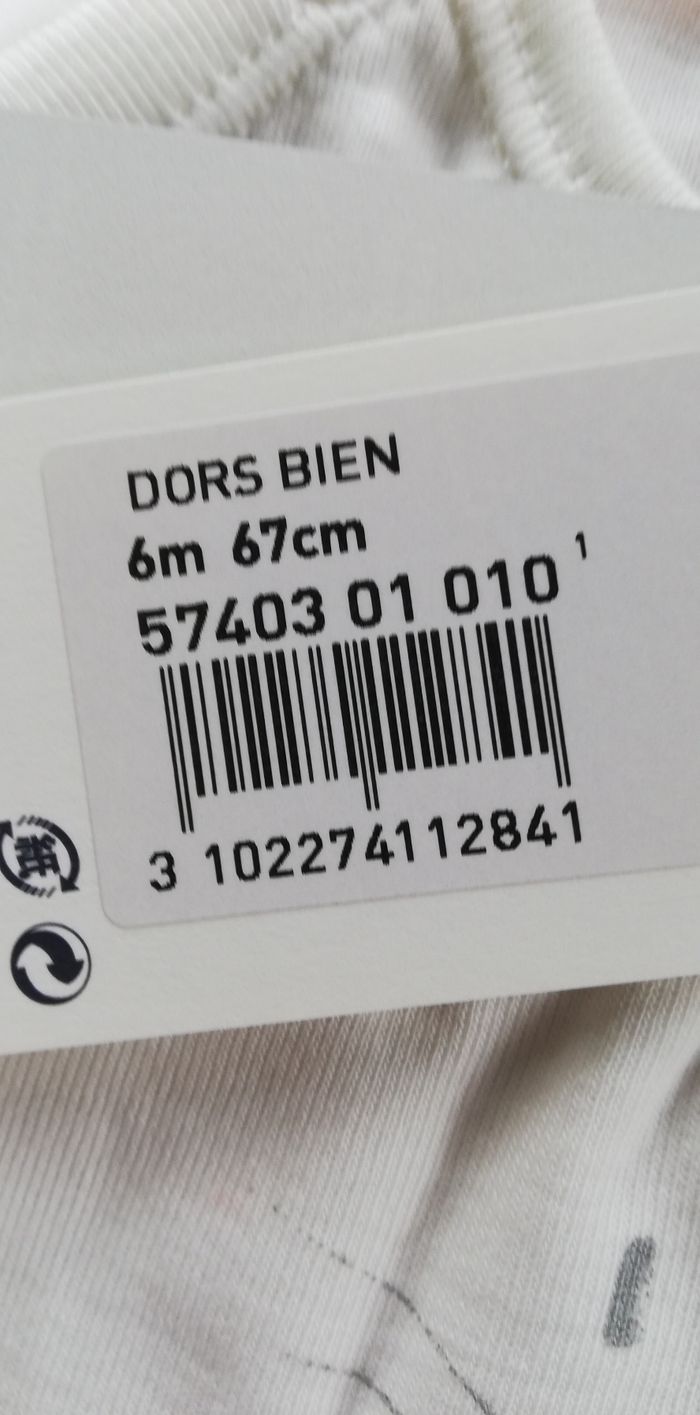 DORS BIEN
6m 67cm
57403 01 010 1
3 102274112841